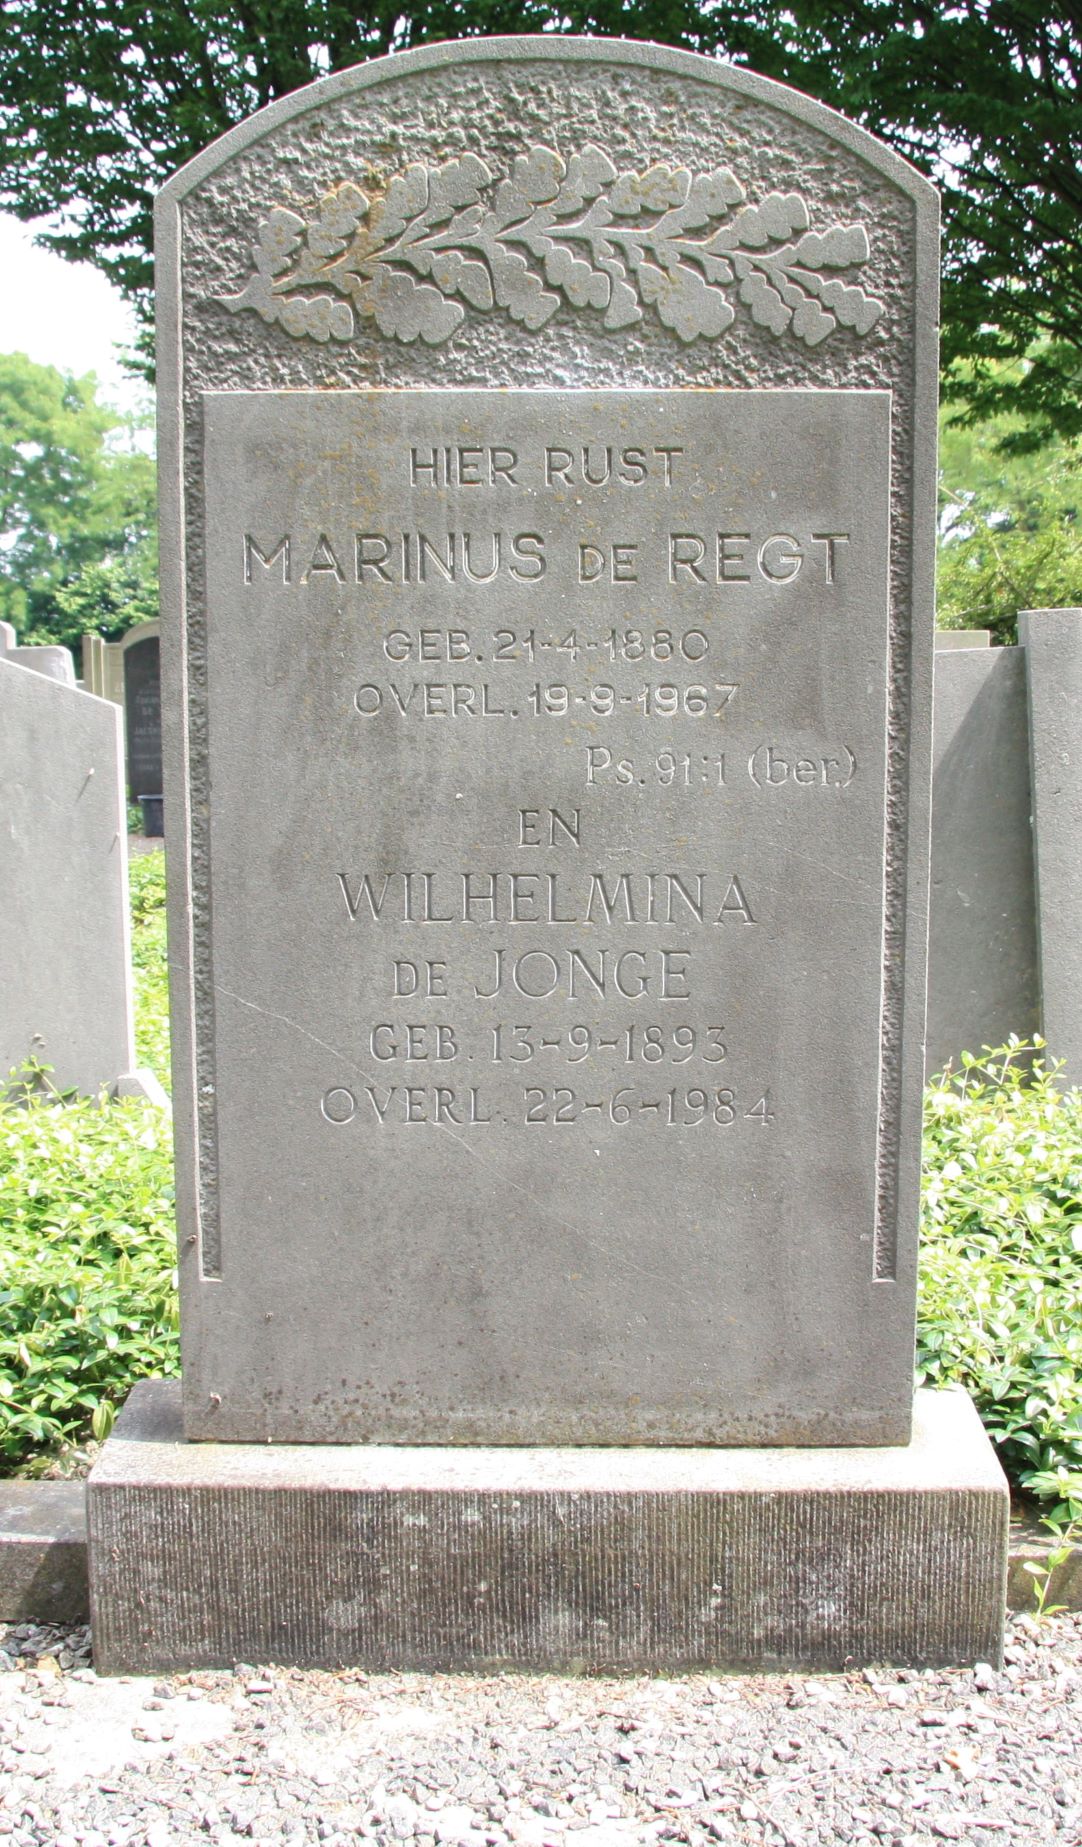 HIER RUST
MARINUS DE REGT
GEB. 21-4-1880
OVERL. 19-9-1967
Ps. 91:1 (ber.)
EN
WILHELMINA
DE JONGE
GEB. 13-9-1893
OVERL. 22-6-1984